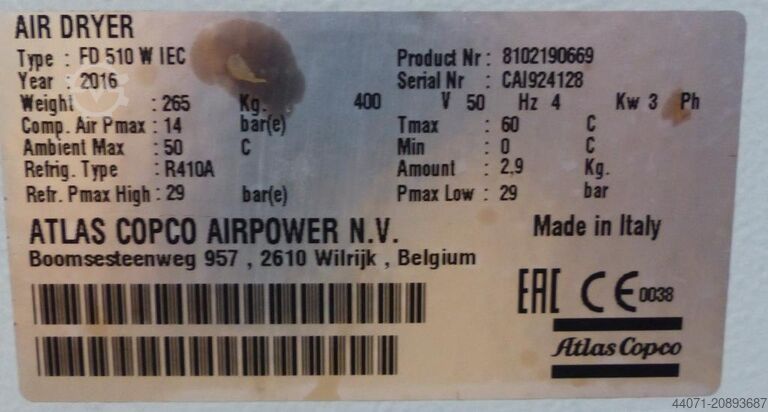 AIR DRYER
Type : FD 510 W IEC Product Nr : 8102190669
Year : 2016 Serial Nr : CAI924128
Weight : 265 Kg. 400 V 50 Hz 4 Kw 3 Ph
Comp. Air Pmax : 14 bar(e) Tmax : 60 C
Ambient Max : 50 C Min : 0 C
Refrig. Type : R410A Amount : 2,9 Kg.
Refr. Pmax High : 29 bar(e) Pmax Low : 29 bar
ATLAS COPCO AIRPOWER N.V. Made in Italy
Boomsesteenweg 957 , 2610 Wilrijk , Belgium
EAC CE 0038
Atlas Copco
44071-20893687